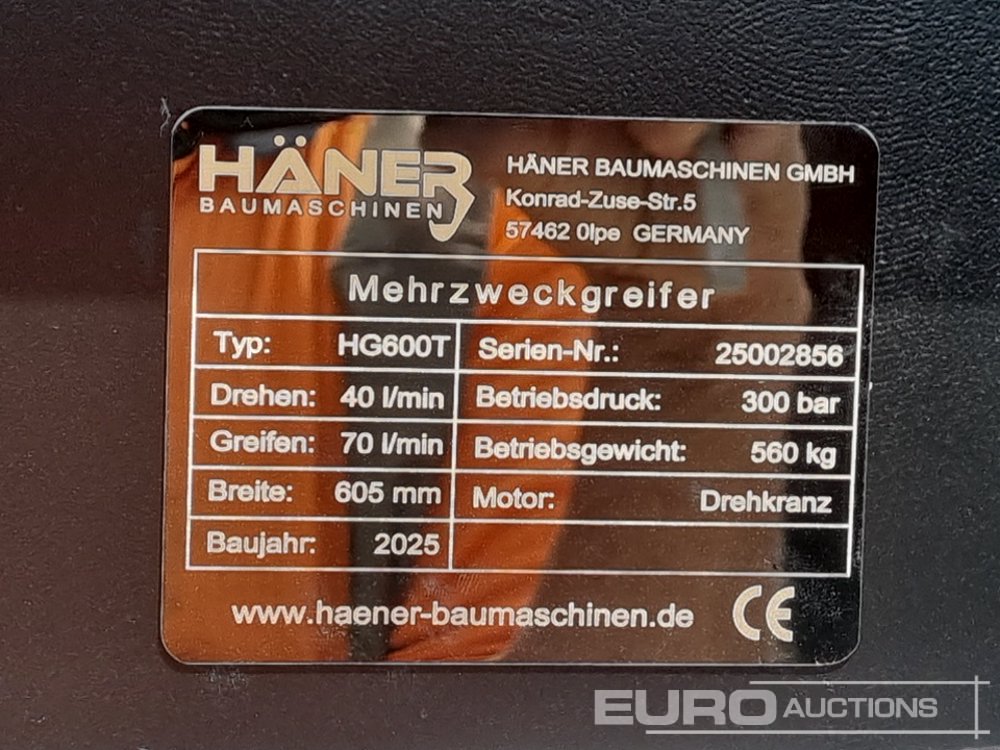 HÄNER
BAUMASCHINEN
HÄNER BAUMASCHINEN GMBH
Konrad-Zuse-Str.5
57462 Olpe GERMANY
Mehrzweckgreifer
Typ: HG600T Serien-Nr.: 25002856
Drehen: 40 l/min Betriebsdruck: 300 bar
Greifen: 70 l/min Betriebsgewicht: 560 kg
Breite: 605 mm Motor: Drehkranz
Baujahr: 2025
www.haener-baumaschinen.de CE
EURO AUCTIONS